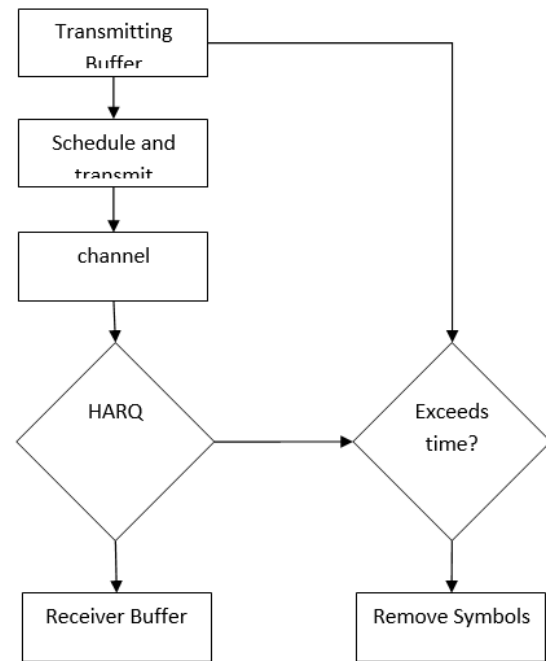 Transmitting
Buffer
Schedule and
transmit
channel
HARQ
Exceeds
time?
Receiver Buffer
Remove Symbols